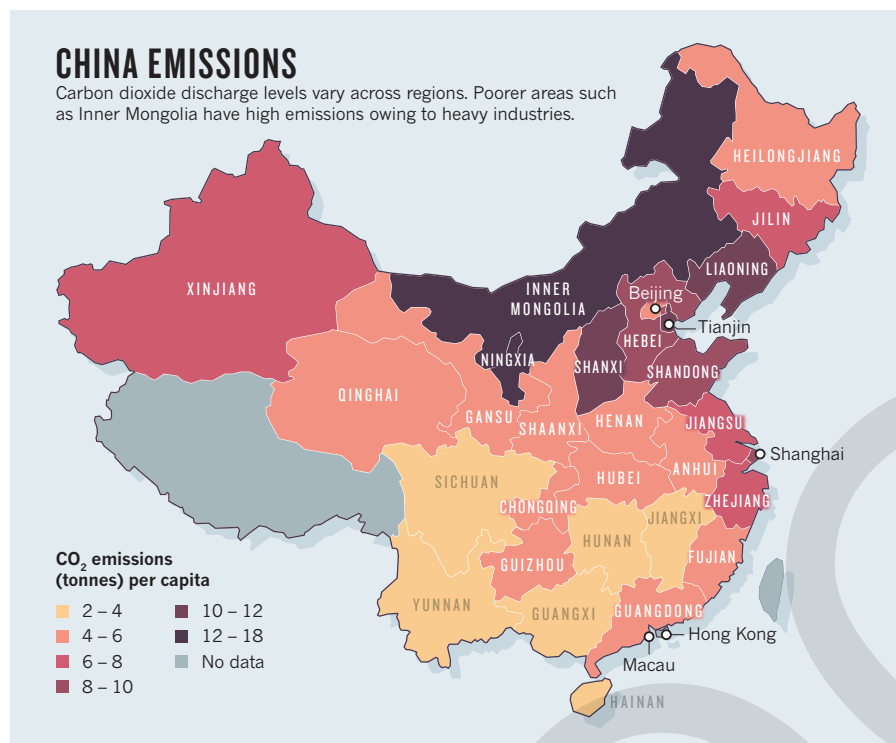 CHINA EMISSIONS
Carbon dioxide discharge levels vary across regions. Poorer areas such
as Inner Mongolia have high emissions owing to heavy industries.
HEILONGJIANG
JILIN
LIAONING
XINJIANG
INNER
MONGOLIA
Beijing
Tianjin
HEBEI
NINGXIA
SHANXI
SHANDONG
QINGHAI
GANSU
SHAANXI
HENAN
JIANGSU
Shanghai
SICHUAN
HUBEI
ANHUI
CHONGQING
ZHEJIANG
JIANGXI
HUNAN
GUIZHOU
FUJIAN
YUNNAN
GUANGXI
GUANGDONG
Hong Kong
Macau
HAINAN
CO₂ emissions
(tonnes) per capita
2 – 4
4 – 6
6 – 8
8 – 10
10 – 12
12 – 18
No data